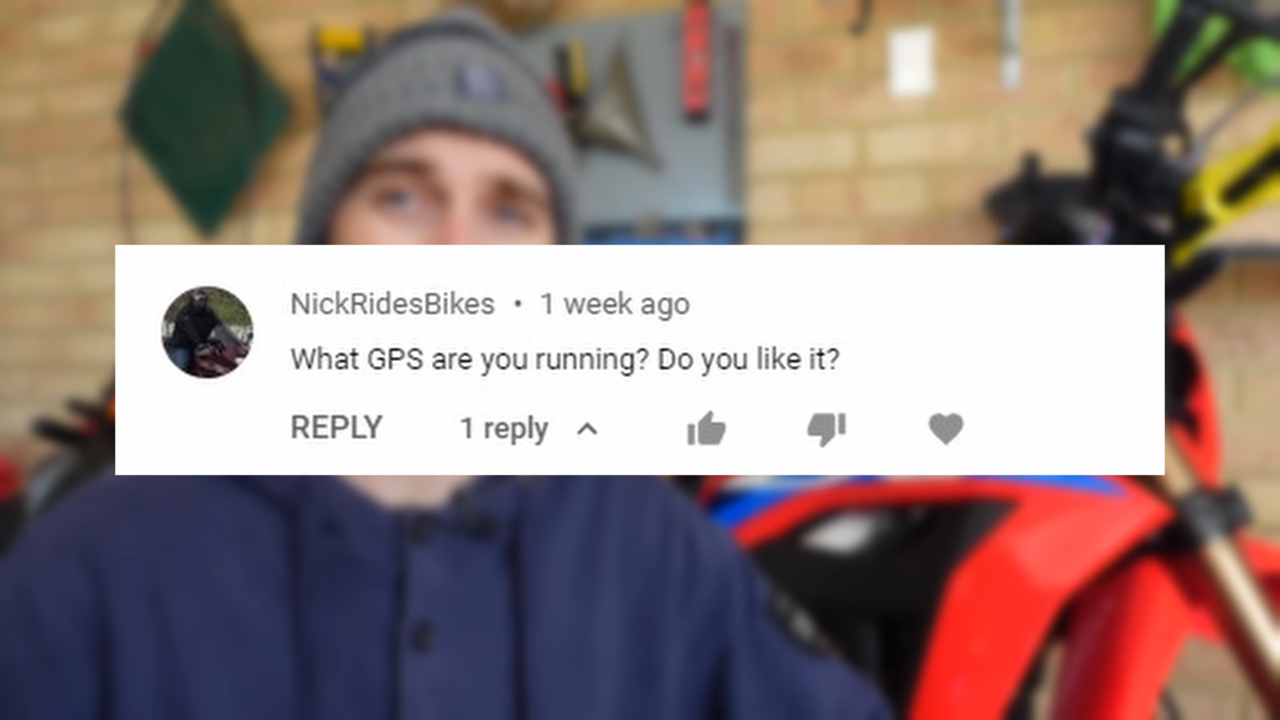 NickRidesBikes • 1 week ago
What GPS are you running? Do you like it?
REPLY 1 reply